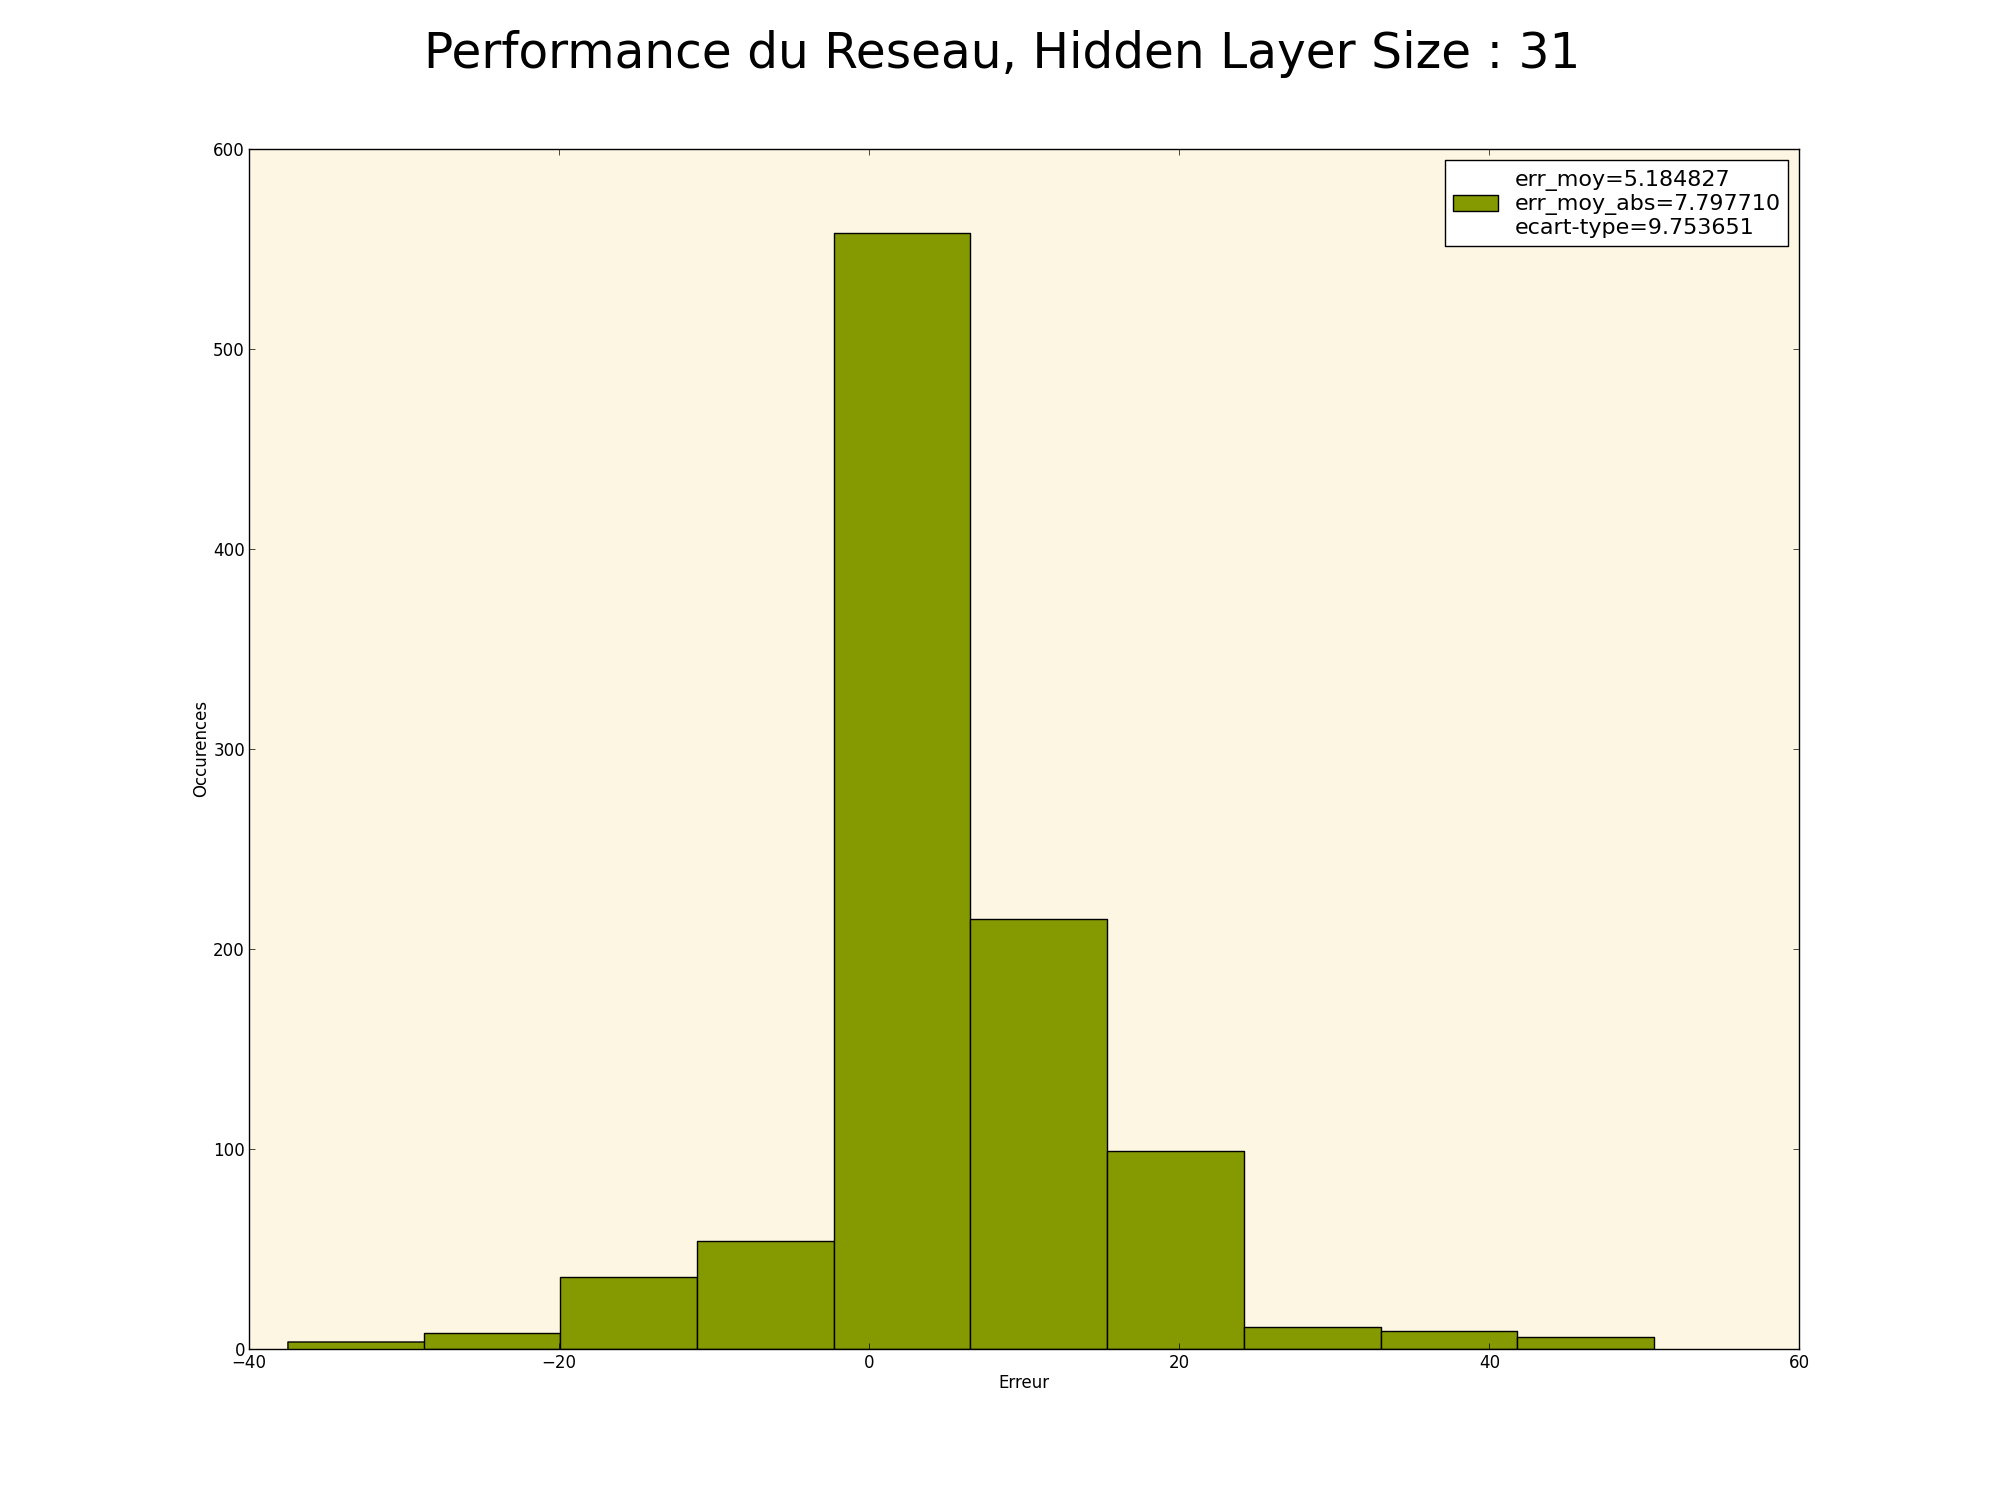 Performance du Reseau, Hidden Layer Size : 31
600
500
400
300
200
100
0
Occurences
err_moy=5.184827
err_moy_abs=7.797710
ecart-type=9.753651
−40
−20
0
20
40
60
Erreur